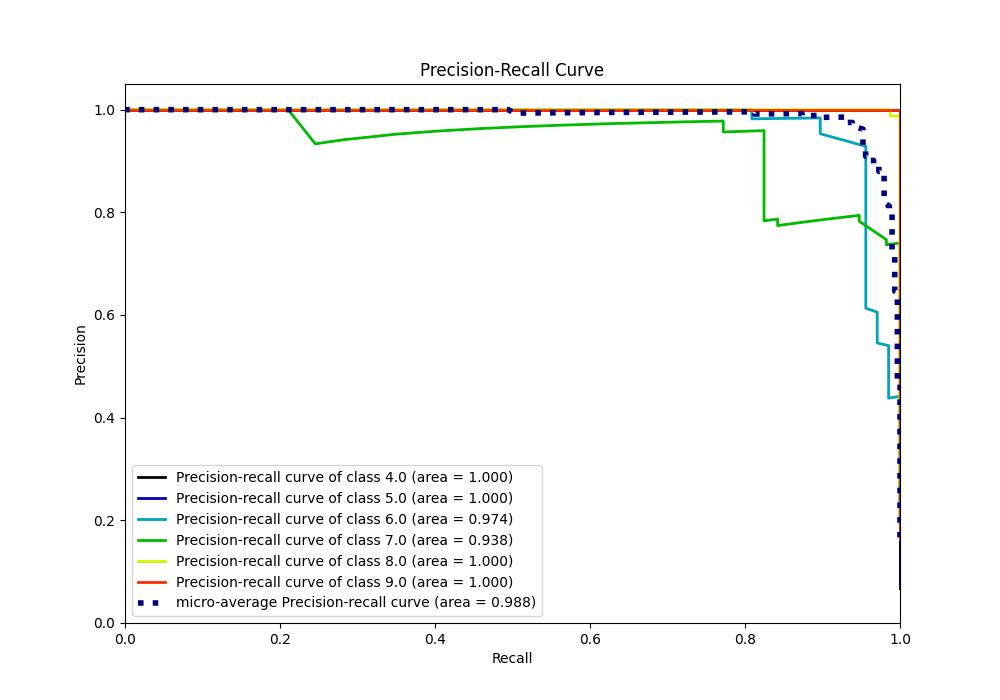 Precision-Recall Curve
1.0
0.8
0.6
0.4
0.2
0.0
Precision
Precision-recall curve of class 4.0 (area = 1.000)
Precision-recall curve of class 5.0 (area = 1.000)
Precision-recall curve of class 6.0 (area = 0.974)
Precision-recall curve of class 7.0 (area = 0.938)
Precision-recall curve of class 8.0 (area = 1.000)
Precision-recall curve of class 9.0 (area = 1.000)
micro-average Precision-recall curve (area = 0.988)
0.0 0.2 0.4 0.6 0.8 1.0
Recall